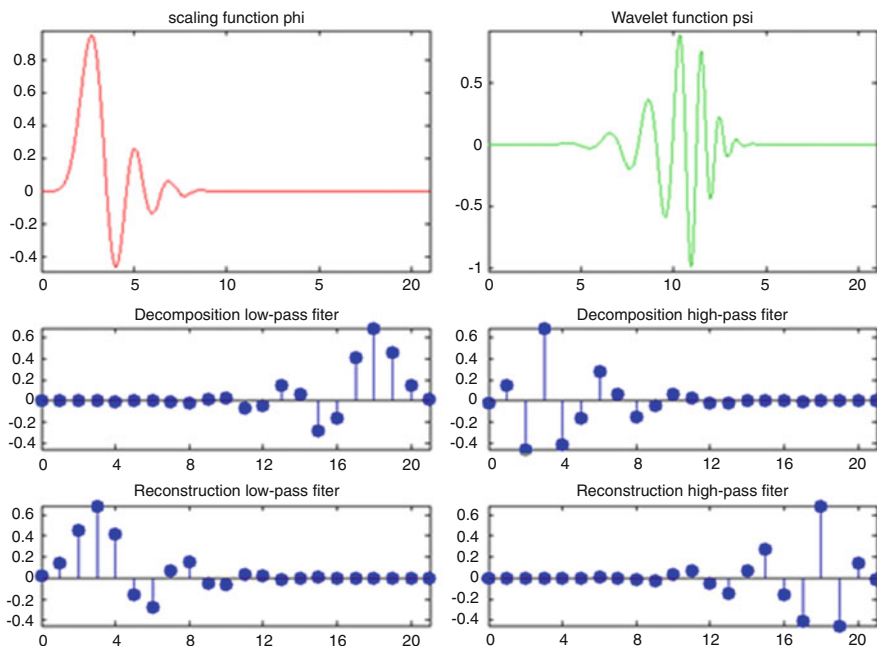 scaling function phi
0.8
0.6
0.4
0.2
0
-0.2
-0.4
0 5 10 5 20
Wavelet function psi
0.5
0
-0.5
-1
0 5 10 5 20
Decomposition low-pass fiter
0.6
0.4
0.2
0
-0.2
-0.4
0 4 8 12 16 20
Decomposition high-pass fiter
0.6
0.4
0.2
0
-0.2
-0.4
0 4 8 12 16 20
Reconstruction low-pass fiter
0.6
0.4
0.2
0
-0.2
-0.4
0 4 8 12 16 20
Reconstruction high-pass fiter
0.6
0.4
0.2
0
-0.2
-0.4
0 4 8 12 16 20